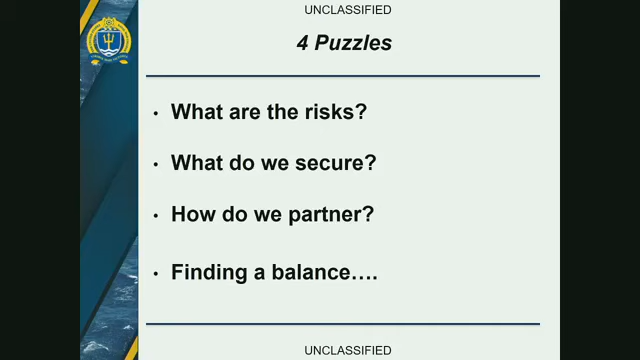 UNCLASSIFIED
4 Puzzles
• What are the risks?
• What do we secure?
• How do we partner?
• Finding a balance….
UNCLASSIFIED